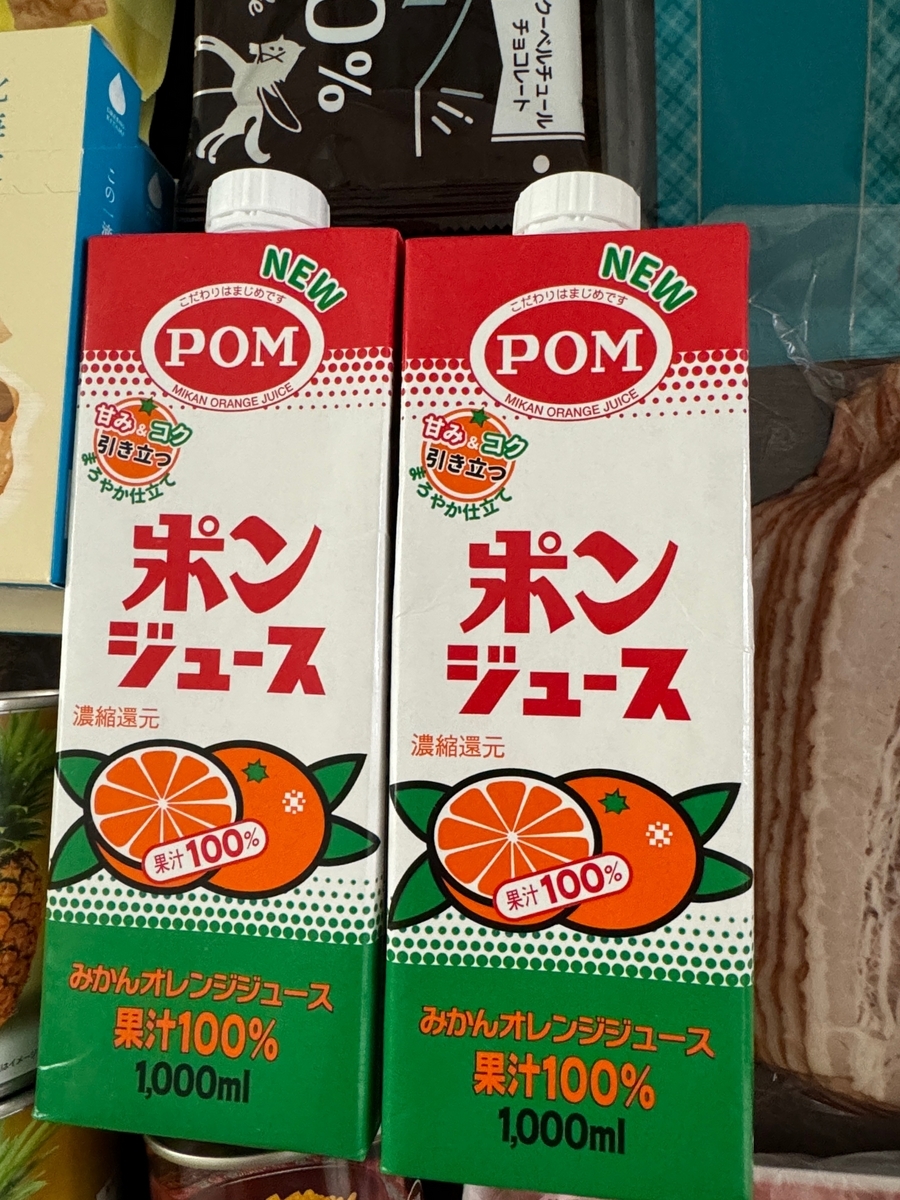 0%
クーベルチュール
チョコレート
この一滴
NEW
こだわりはまじめです
POM
MIKAN ORANGE JUICE
甘み&コク
引き立つ
まろやか仕立て
ポン
ジュース
濃縮還元
果汁100%
みかんオレンジジュース
果汁100%
1,000ml
NEW
こだわりはまじめです
POM
MIKAN ORANGE JUICE
甘み&コク
引き立つ
まろやか仕立て
ポン
ジュース
濃縮還元
果汁100%
みかんオレンジジュース
果汁100%
1,000ml